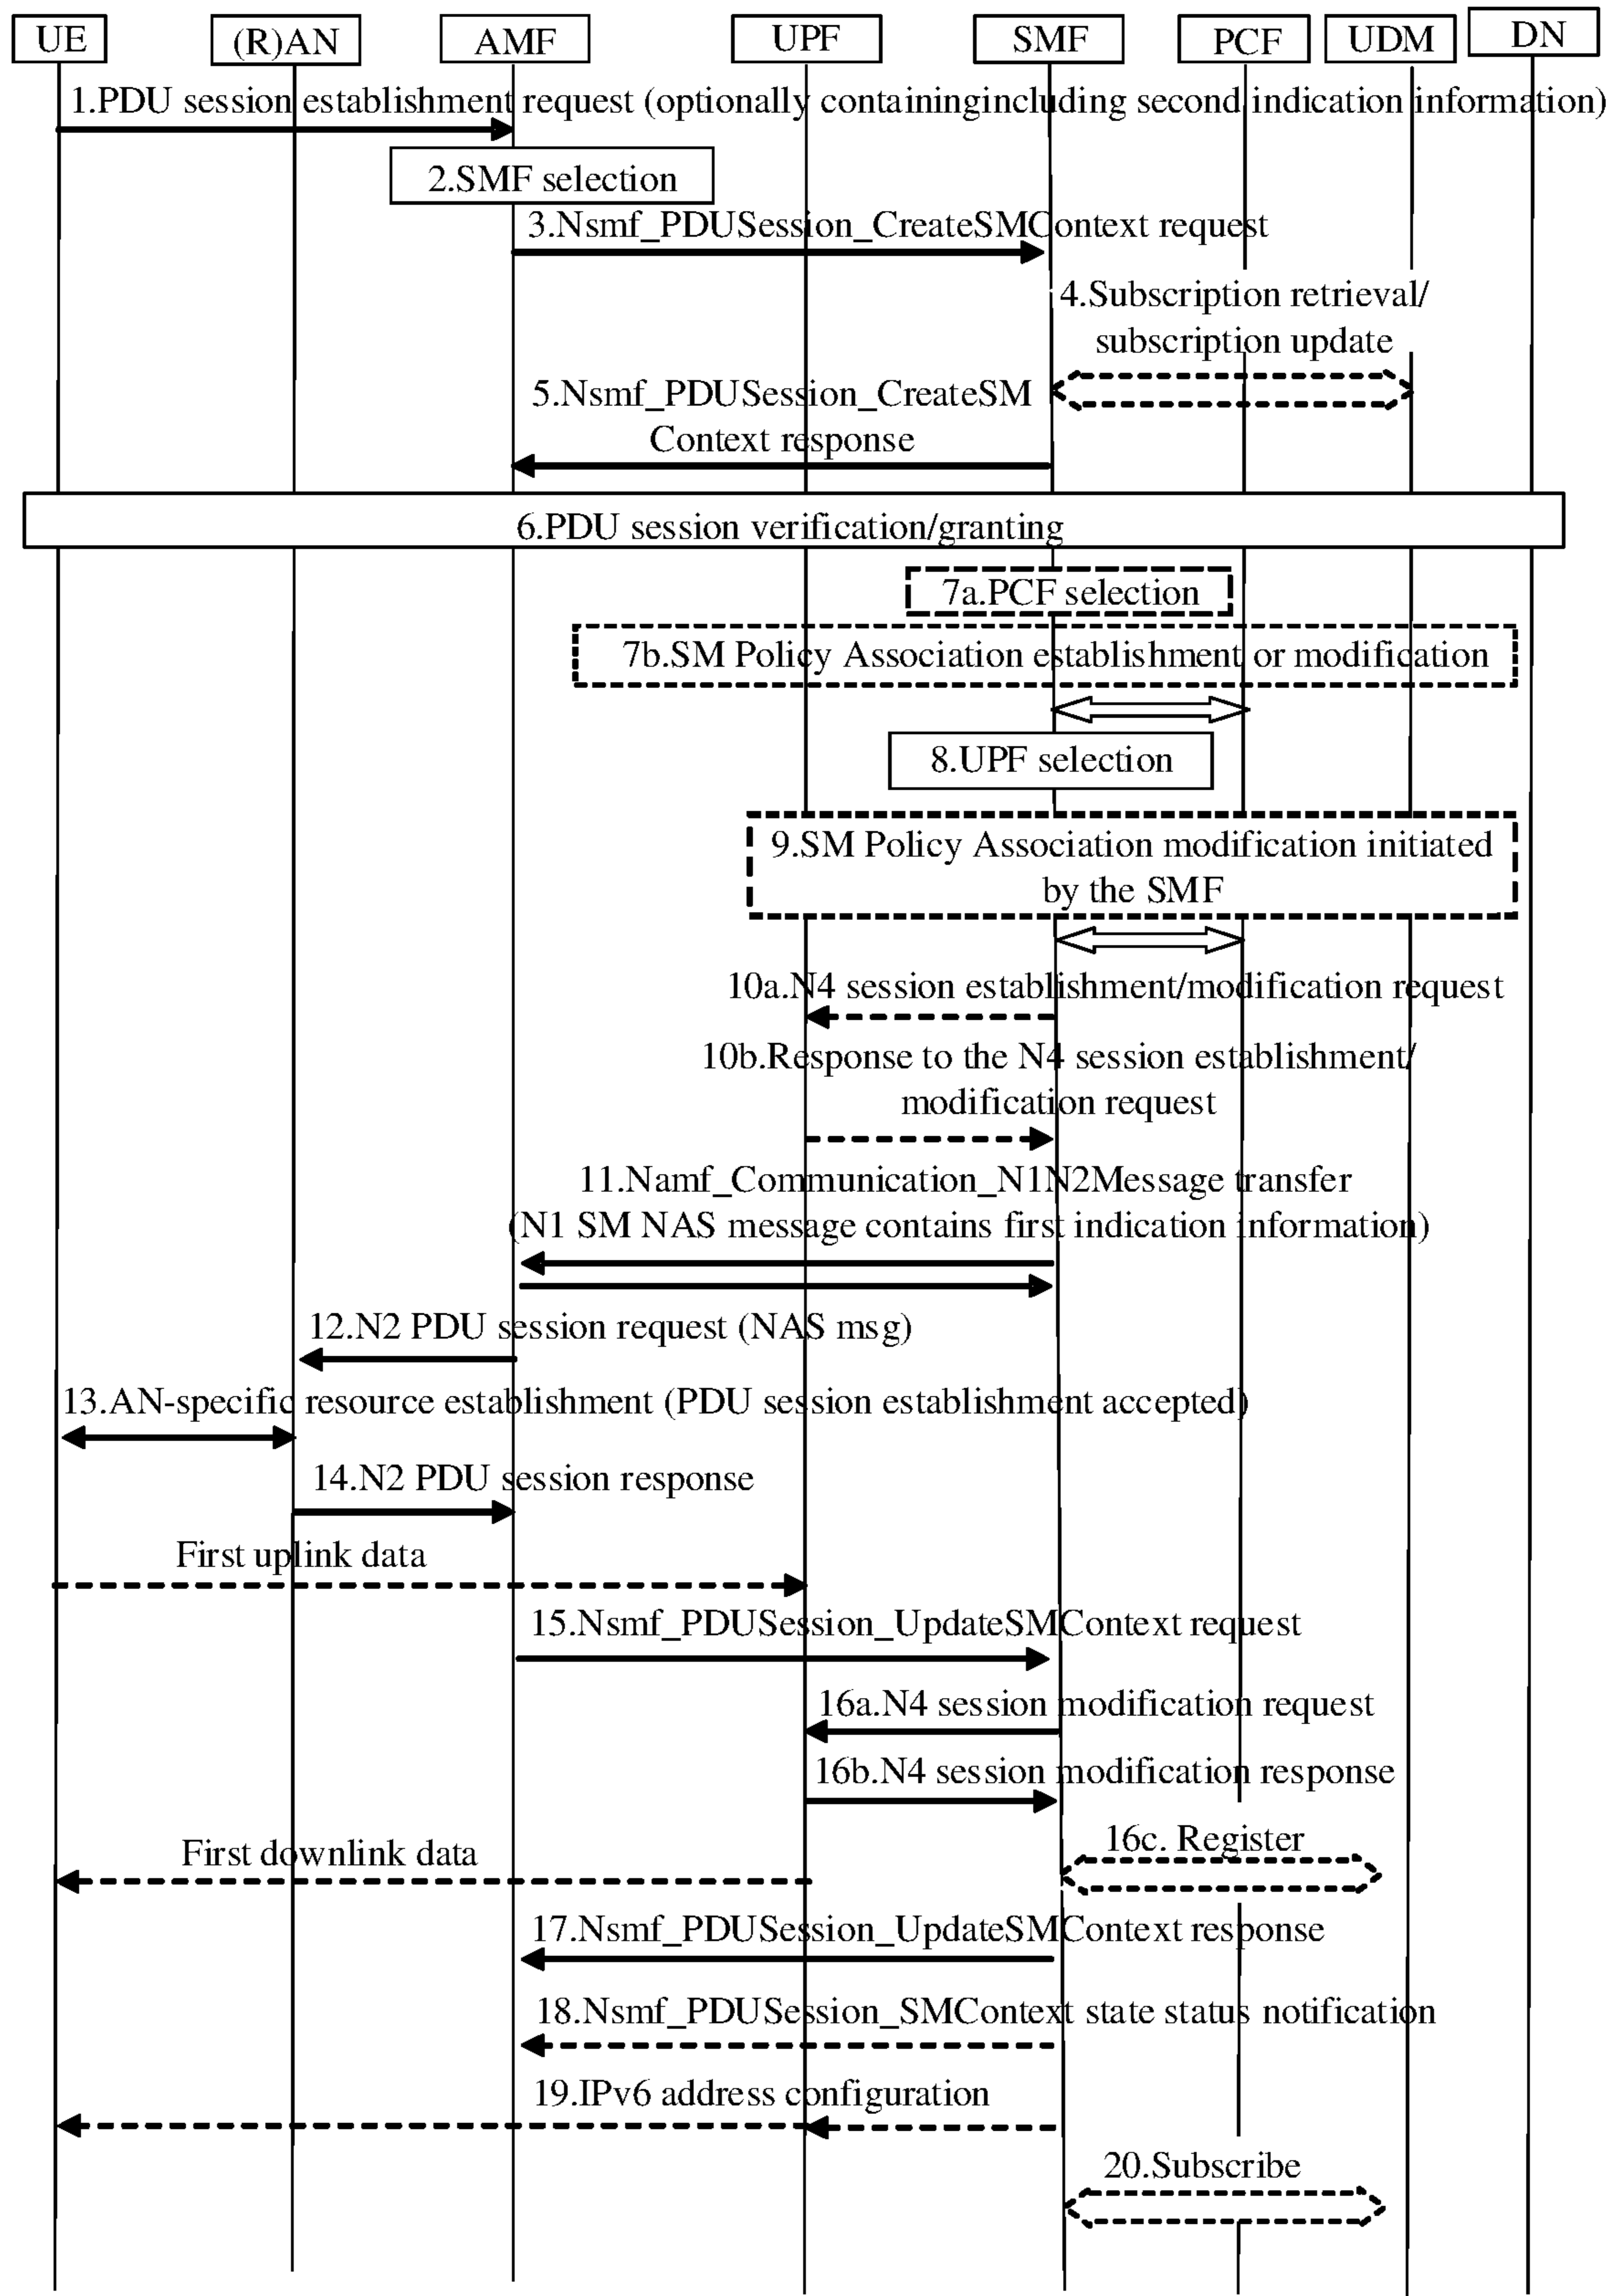 UE (R)AN AMF UPF SMF PCF UDM DN
1.PDU session establishment request (optionally containingincluding second indication information)
2.SMF selection
3.Nsmf_PDUSession_CreateSMContext request
4.Subscription retrieval/
subscription update
5.Nsmf_PDUSession_CreateSM
Context response
6.PDU session verification/granting
7a.PCF selection
7b.SM Policy Association establishment or modification
8.UPF selection
9.SM Policy Association modification initiated
by the SMF
10a.N4 session establishment/modification request
10b.Response to the N4 session establishment/
modification request
11.Namf_Communication_N1N2Message transfer
(N1 SM NAS message contains first indication information)
12.N2 PDU session request (NAS msg)
13.AN-specific resource establishment (PDU session establishment accepted)
14.N2 PDU session response
First uplink data
15.Nsmf_PDUSession_UpdateSMContext request
16a.N4 session modification request
16b.N4 session modification response
16c. Register
First downlink data
17.Nsmf_PDUSession_UpdateSMContext response
18.Nsmf_PDUSession_SMContext state status notification
19.IPv6 address configuration
20.Subscribe